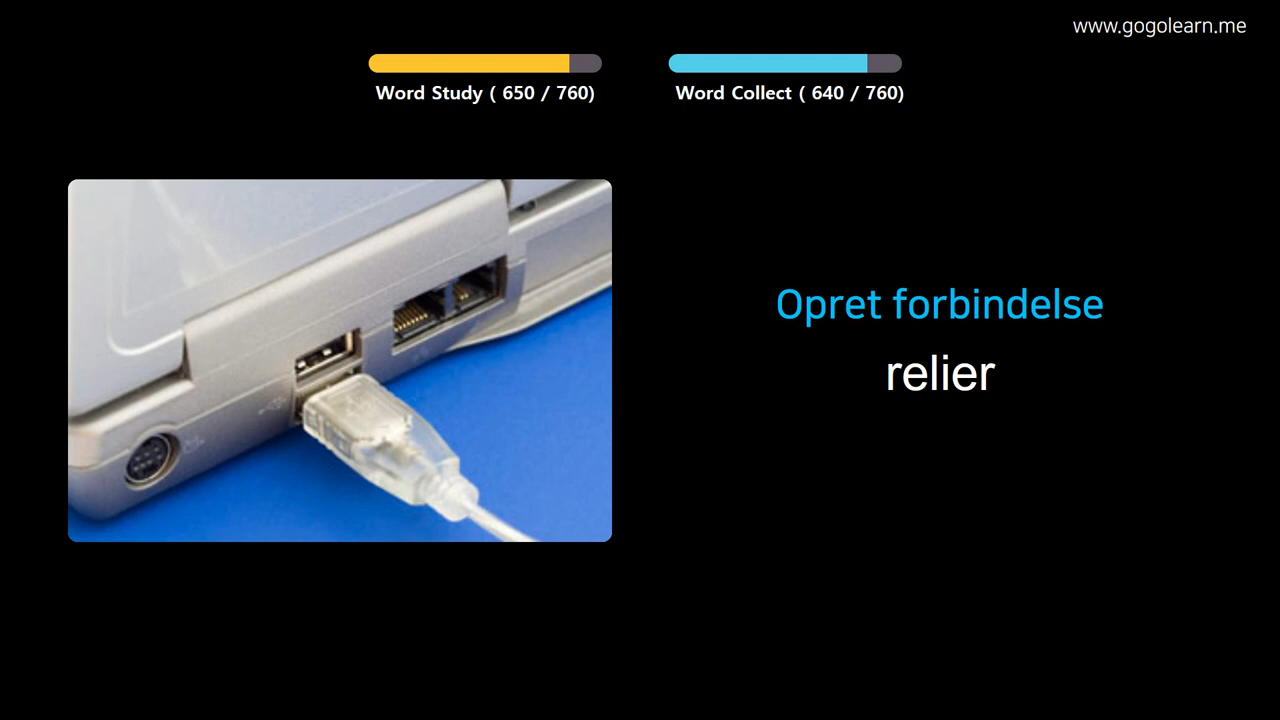 www.gogolearn.me
Word Study ( 650 / 760)
Word Collect ( 640 / 760)
Opret forbindelse
relier